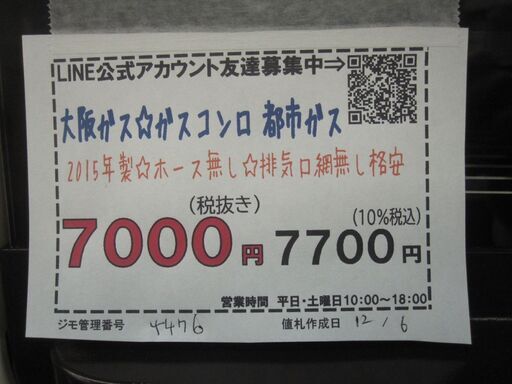 LINE公式アカウント友達募集中⇒
大阪ガス☆ガスコンロ 都市ガス
2015年製☆ホース無し☆排気口網無し格安
(税抜き) (10%税込)
7000円 7700円
営業時間 平日・土曜日10:00～18:00
ジモ管理番号 4476 値札作成日 12/6